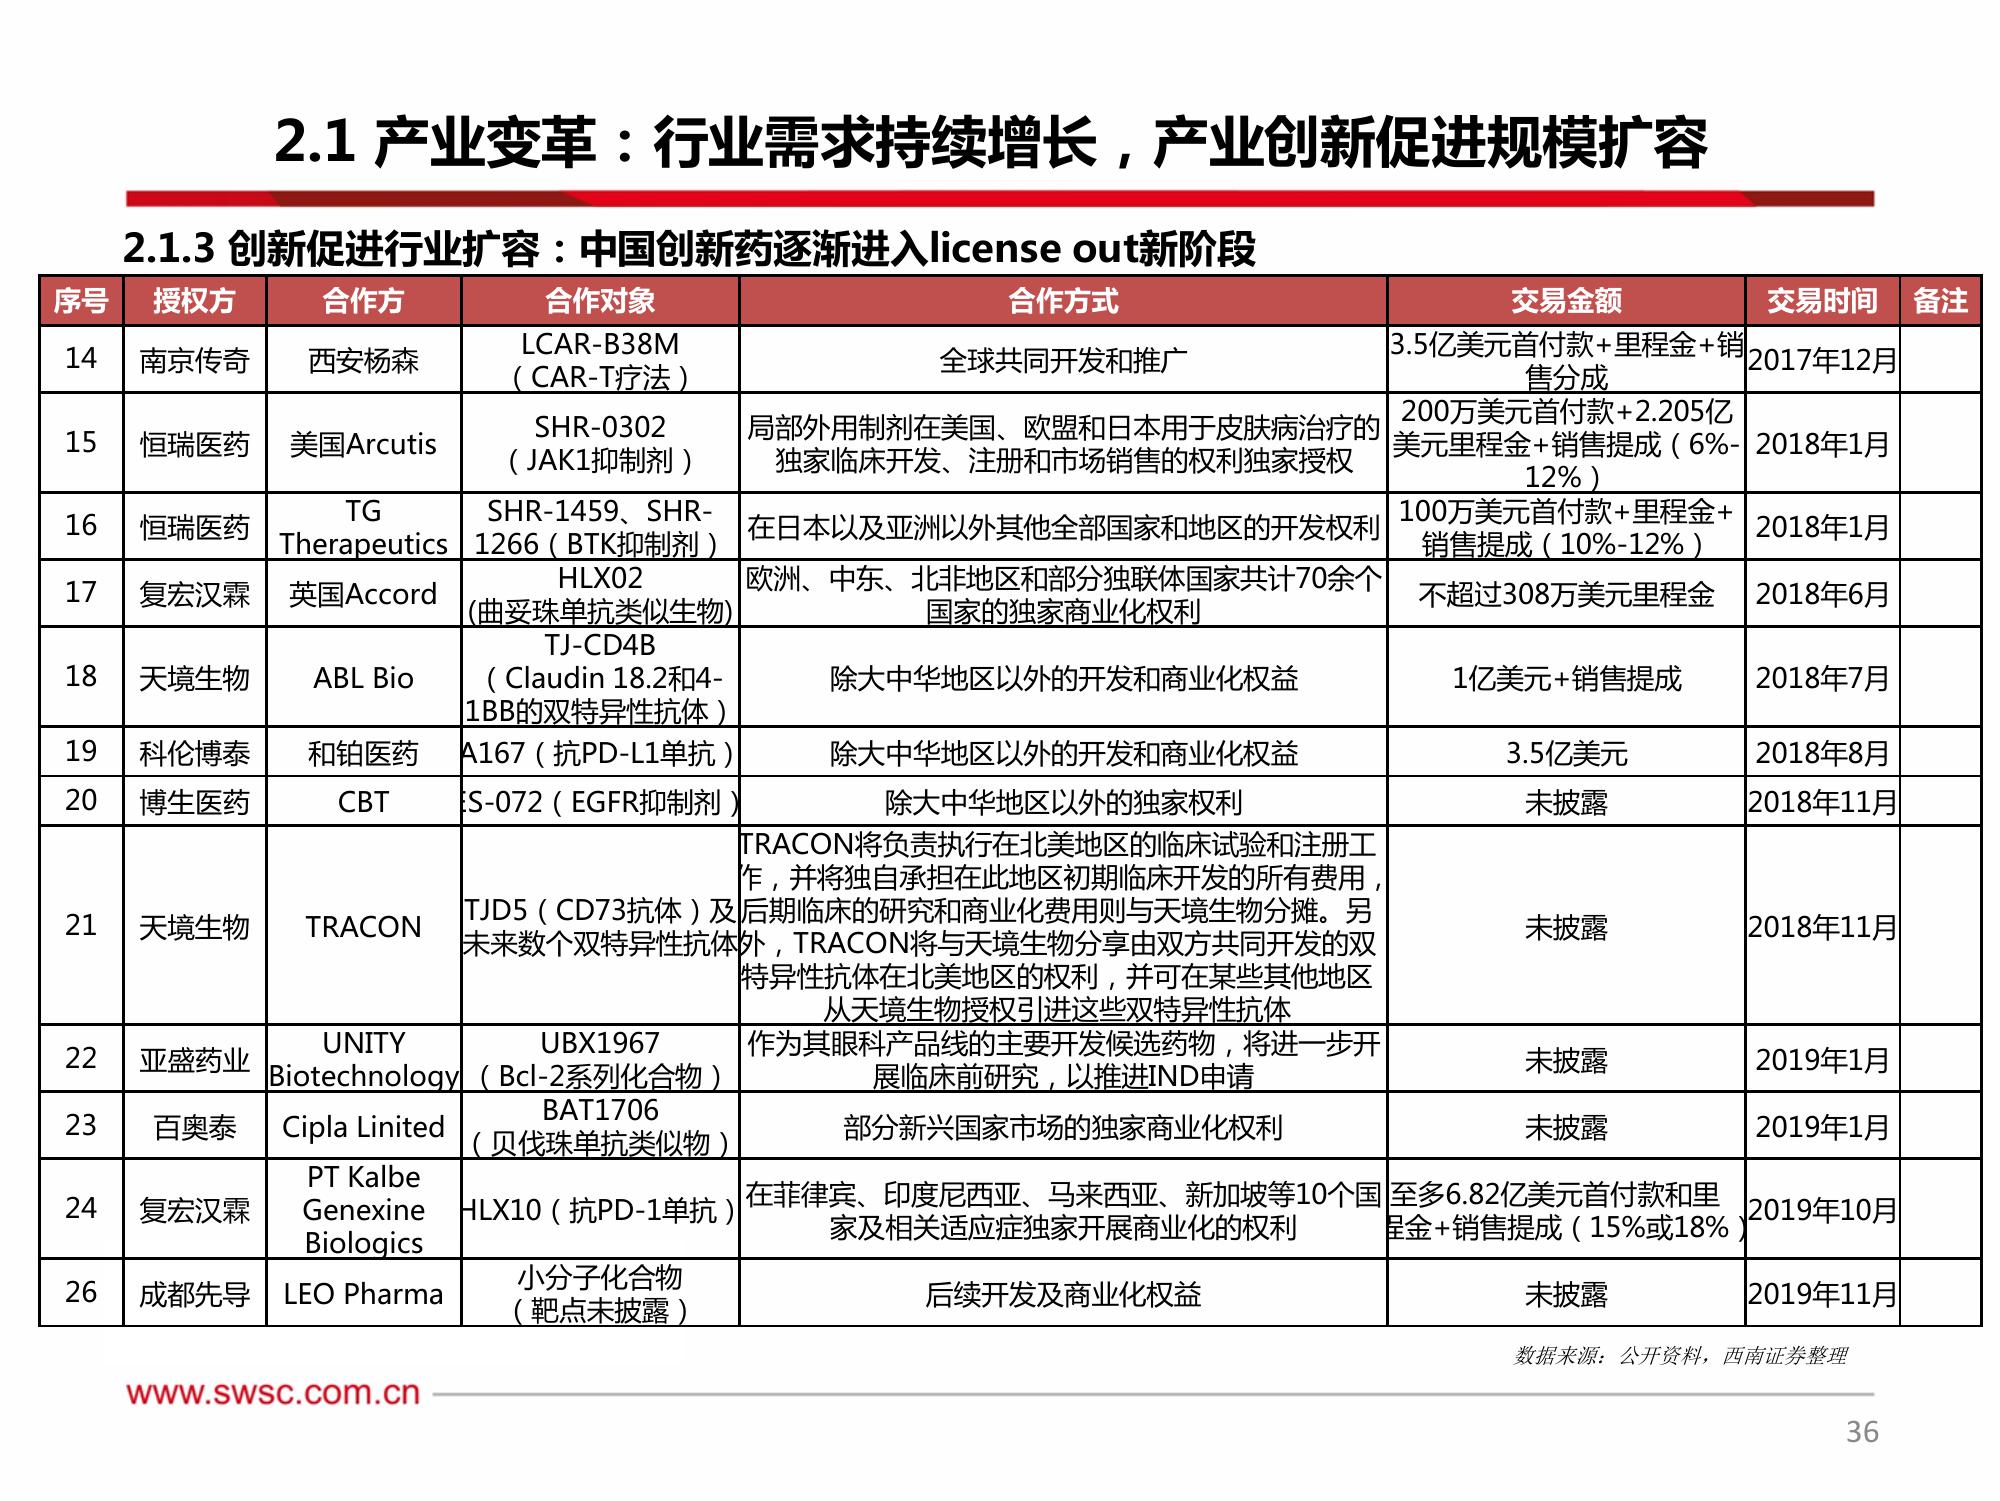 2.1 产业变革：行业需求持续增长，产业创新促进规模扩容
2.1.3 创新促进行业扩容：中国创新药逐渐进入license out新阶段
序号 授权方 合作方 合作对象 合作方式 交易金额 交易时间 备注
14 南京传奇 西安杨森 LCAR-B38M
（CAR-T疗法） 全球共同开发和推广 3.5亿美元首付款+里程金+销
售分成 2017年12月
15 恒瑞医药 美国Arcutis SHR-0302
（JAK1抑制剂） 局部外用制剂在美国、欧盟和日本用于皮肤病治疗的
独家临床开发、注册和市场销售的权利独家授权 200万美元首付款+2.205亿
美元里程金+销售提成（6%-
12%） 2018年1月
16 恒瑞医药 TG
Therapeutics SHR-1459、SHR-
1266（BTK抑制剂） 在日本以及亚洲以外其他全部国家和地区的开发权利 100万美元首付款+里程金+
销售提成（10%-12%） 2018年1月
17 复宏汉霖 英国Accord HLX02
(曲妥珠单抗类似生物) 欧洲、中东、北非地区和部分独联体国家共计70余个
国家的独家商业化权利 不超过308万美元里程金 2018年6月
18 天境生物 ABL Bio TJ-CD4B
（Claudin 18.2和4-
1BB的双特异性抗体） 除大中华地区以外的开发和商业化权益 1亿美元+销售提成 2018年7月
19 科伦博泰 和铂医药 A167（抗PD-L1单抗） 除大中华地区以外的开发和商业化权益 3.5亿美元 2018年8月
20 博生医药 CBT ES-072（EGFR抑制剂） 除大中华地区以外的独家权利 未披露 2018年11月
21 天境生物 TRACON TJD5（CD73抗体）及
未来数个双特异性抗体 TRACON将负责执行在北美地区的临床试验和注册工
作，并将独自承担在此地区初期临床开发的所有费用，
后期临床的研究和商业化费用则与天境生物分摊。另
外，TRACON将与天境生物分享由双方共同开发的双
特异性抗体在北美地区的权利，并可在某些其他地区
从天境生物授权引进这些双特异性抗体 未披露 2018年11月
22 亚盛药业 UNITY
Biotechnology UBX1967
（Bcl-2系列化合物） 作为其眼科产品线的主要开发候选药物，将进一步开
展临床前研究，以推进IND申请 未披露 2019年1月
23 百奥泰 Cipla Linited BAT1706
（贝伐珠单抗类似物） 部分新兴国家市场的独家商业化权利 未披露 2019年1月
24 复宏汉霖 PT Kalbe
Genexine
Biologics HLX10（抗PD-1单抗） 在菲律宾、印度尼西亚、马来西亚、新加坡等10个国
家及相关适应症独家开展商业化的权利 至多6.82亿美元首付款和里
程金+销售提成（15%或18%） 2019年10月
26 成都先导 LEO Pharma 小分子化合物
（靶点未披露） 后续开发及商业化权益 未披露 2019年11月
数据来源：公开资料，西南证券整理
www.swsc.com.cn
36